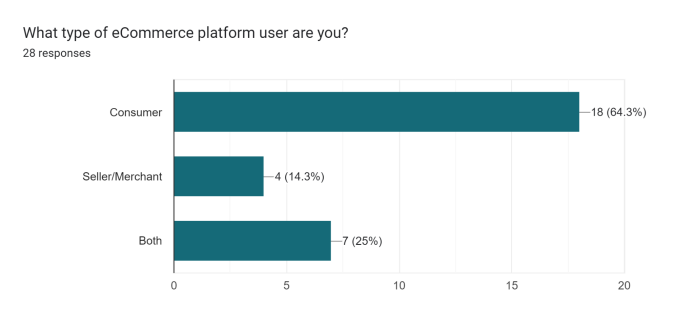 What type of eCommerce platform user are you?
28 responses
Consumer 18 (64.3%)
Seller/Merchant 4 (14.3%)
Both 7 (25%)
0 5 10 15 20